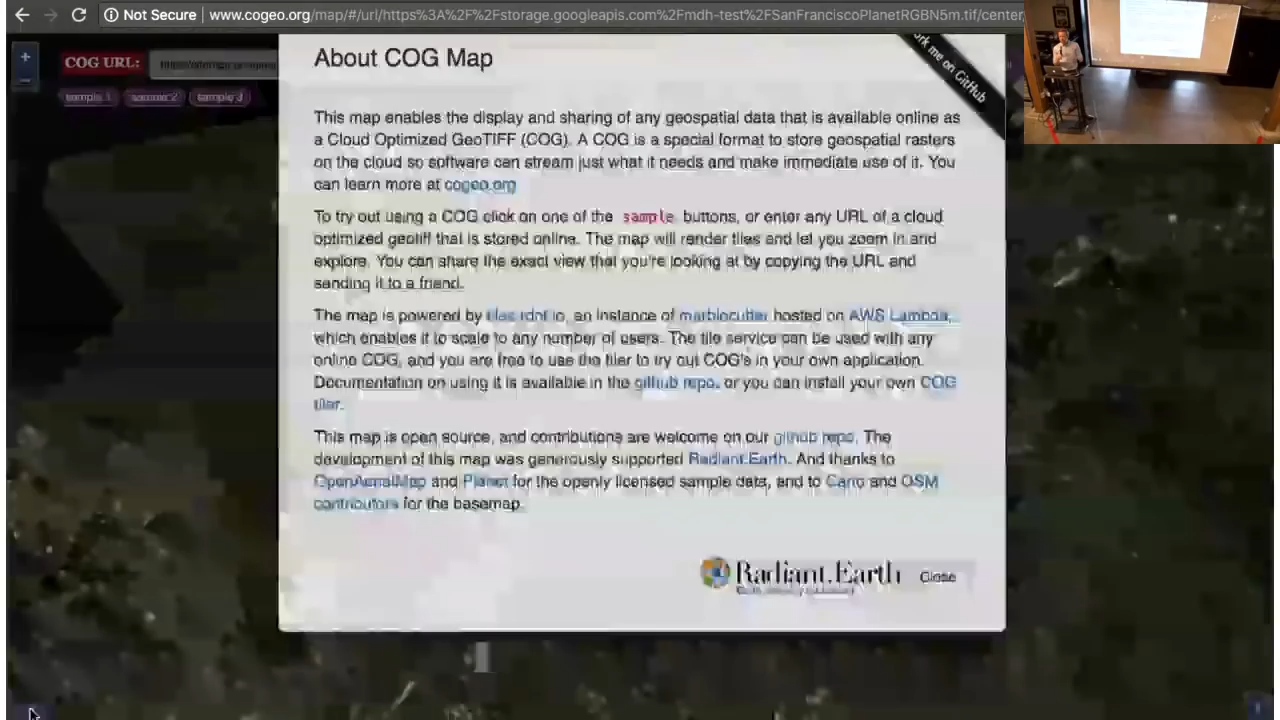 Not Secure | www.cogeo.org/map/#/url/https%3A%2F%2Fstorage.googleapis.com%2Fmdh-test%2FSanFranciscoPlanetRGBN5m.tif/center,
+
COG URL:
sample 1 sample 2 sample 3
About COG Map
rk me on GitHub
This map enables the display and sharing of any geospatial data that is available online as
a Cloud Optimized GeoTIFF (COG). A COG is a special format to store geospatial rasters
on the cloud so software can stream just what it needs and make immediate use of it. You
can learn more at cogeo.org
To try out using a COG click on one of the sample buttons, or enter any URL of a cloud
optimized geotiff that is stored online. The map will render tiles and let you zoom in and
explore. You can share the exact view that you're looking at by copying the URL and
sending it to a friend.
The map is powered by tiles.rdnt.io, an instance of marblecutter hosted on AWS Lambda,
which enables it to scale to any number of users. The tile service can be used with any
online COG, and you are free to use the tiler to try out COG's in your own application.
Documentation on using it is available in the github repo, or you can install your own COG
tiler.
This map is open source, and contributions are welcome on our github repo. The
development of this map was generously supported Radiant.Earth. And thanks to
OpenAerialMap and Planet for the openly licensed sample data, and to Carto and OSM
contributors for the basemap.
Radiant.Earth Close